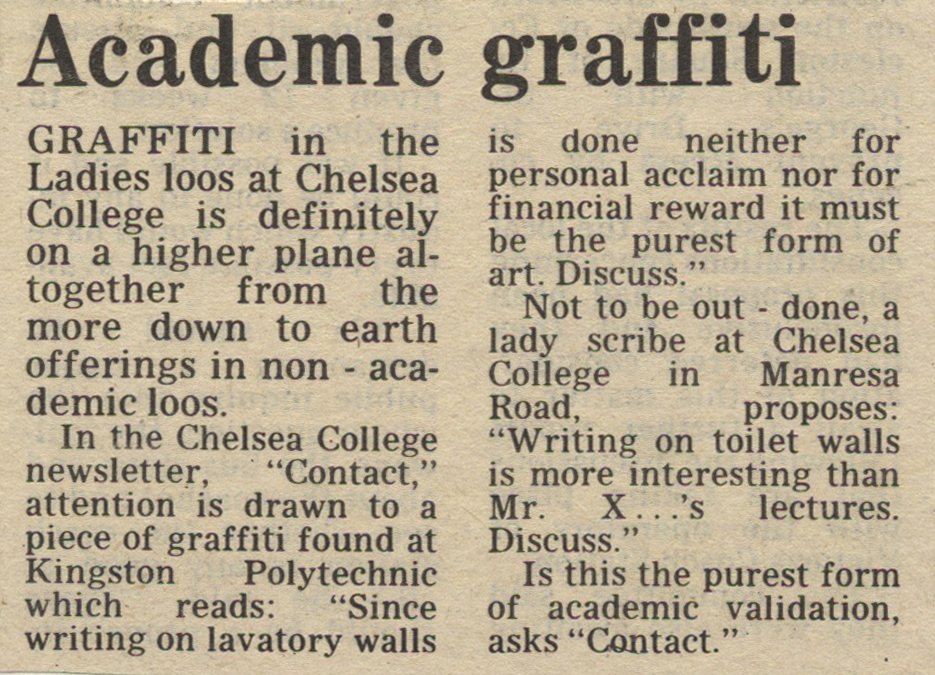 Academic graffiti
GRAFFITI in the
Ladies loos at Chelsea
College is definitely
on a higher plane al-
together from the
more down to earth
offerings in non - aca-
demic loos.
In the Chelsea College
newsletter, "Contact,"
attention is drawn to a
piece of graffiti found at
Kingston Polytechnic
which reads: "Since
writing on lavatory walls
is done neither for
personal acclaim nor for
financial reward it must
be the purest form of
art. Discuss."
Not to be out - done, a
lady scribe at Chelsea
College in Manresa
Road, proposes:
"Writing on toilet walls
is more interesting than
Mr. X...'s lectures.
Discuss."
Is this the purest form
of academic validation,
asks "Contact."